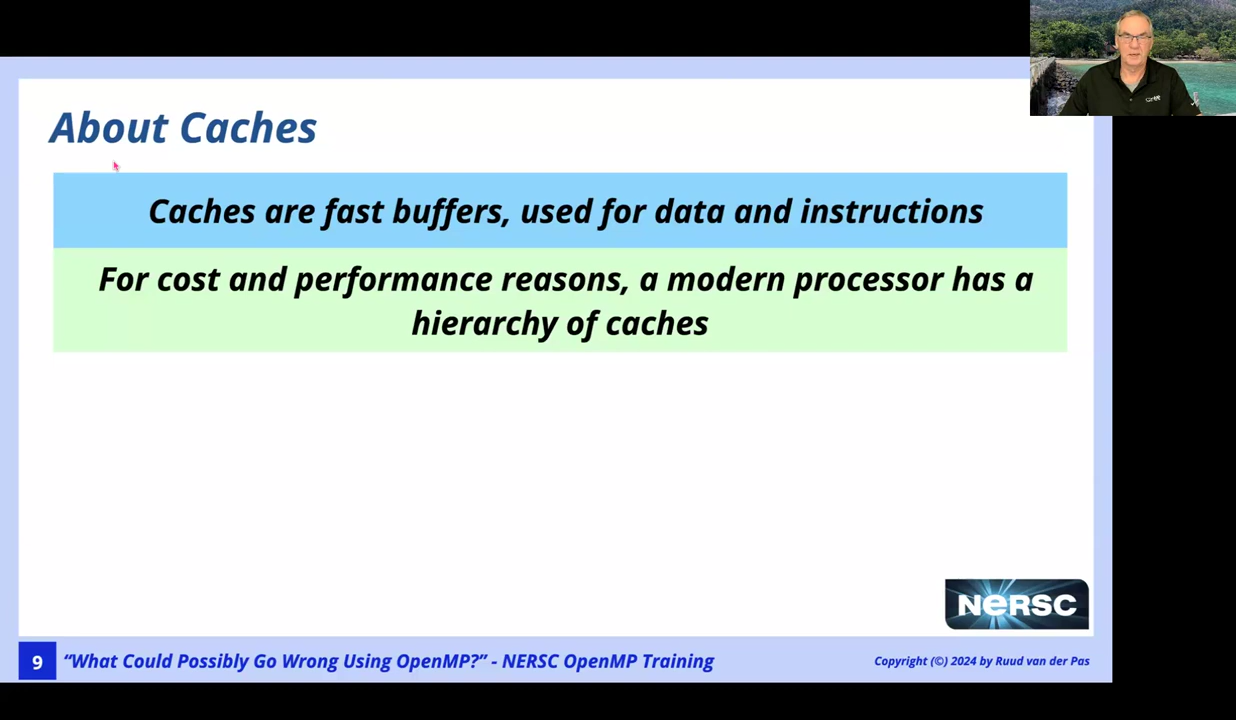 About Caches
Caches are fast buffers, used for data and instructions
For cost and performance reasons, a modern processor has a
hierarchy of caches
NERSC
9
“What Could Possibly Go Wrong Using OpenMP?” - NERSC OpenMP Training
Copyright (©) 2024 by Ruud van der Pas